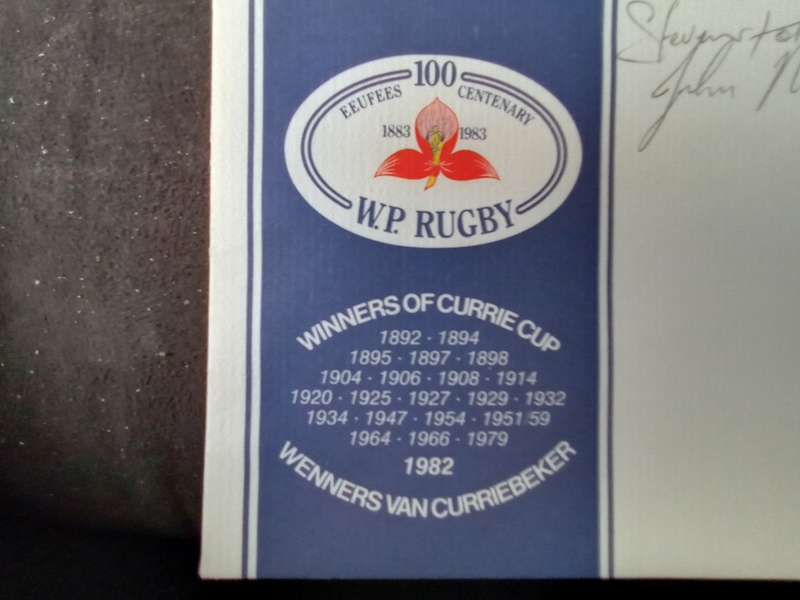 100
EEUFEES CENTENARY
1883 1983
W.P. RUGBY
WINNERS OF CURRIE CUP
1892 · 1894
1895 · 1897 · 1898
1904 · 1906 · 1908 · 1914
1920 · 1925 · 1927 · 1929 · 1932
1934 · 1947 · 1954 · 1951/59
1964 · 1966 · 1979
1982
WENNERS VAN CURRIEBEKER
John